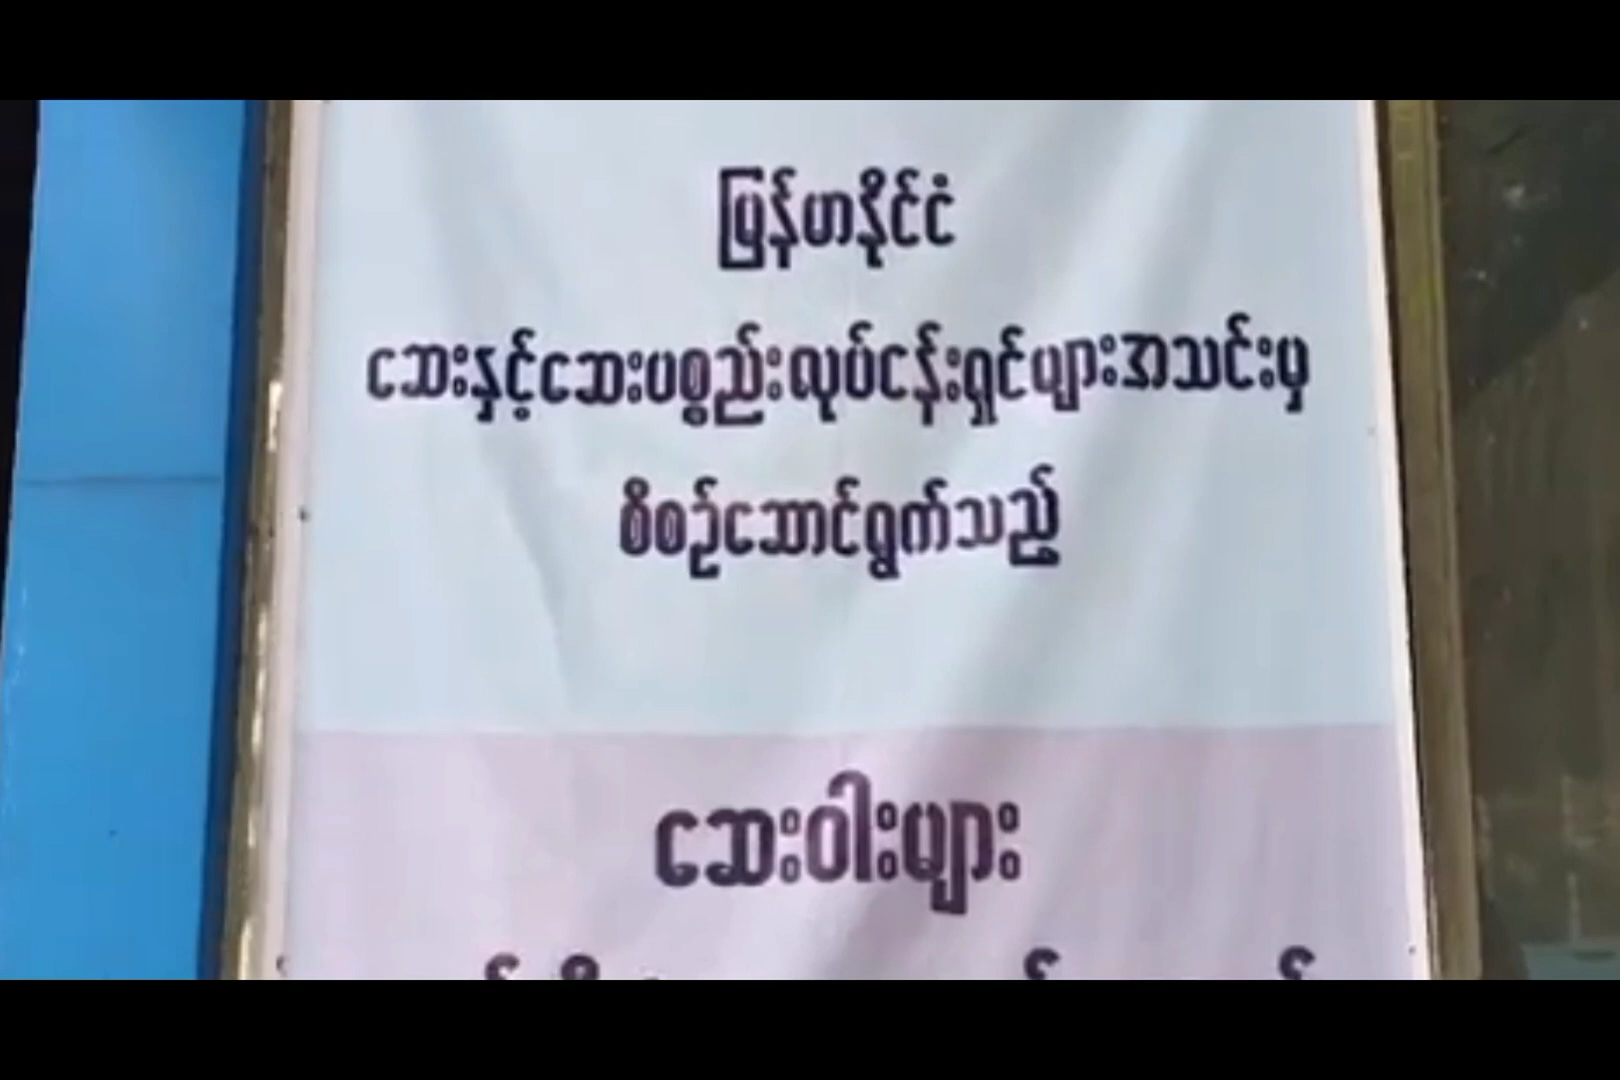 မြန်မာနိုင်ငံ
ဆေးနှင့်ဆေးပစ္စည်းလုပ်ငန်းရှင်များအသင်းမှ
စီစဉ်ဆောင်ရွက်သည့်
ဆေးဝါးများ